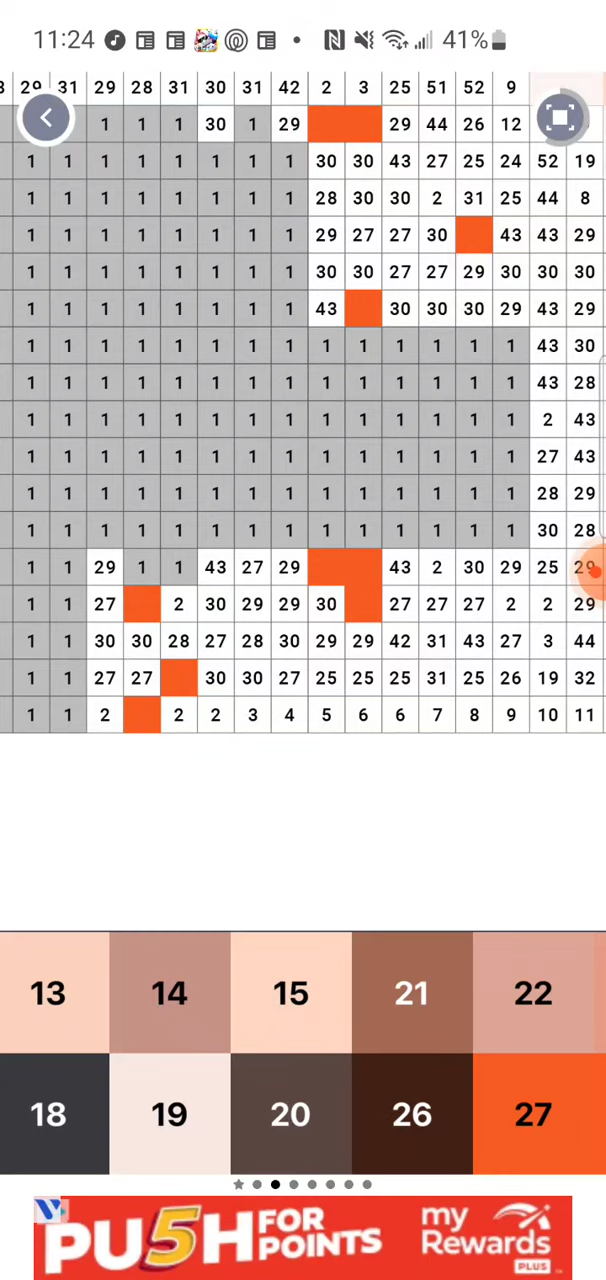 11:24 41%
29 31 29 28 31 30 31 42 2 3 25 51 52 9
1 1 1 30 1 29 29 44 26 12
1 1 1 1 1 1 1 1 30 30 43 27 25 24 52 19
1 1 1 1 1 1 1 1 28 30 30 2 31 25 44 8
1 1 1 1 1 1 1 1 29 27 27 30 43 43 29
1 1 1 1 1 1 1 1 30 30 27 27 29 30 30 30
1 1 1 1 1 1 1 1 43 30 30 30 29 43 29
1 1 1 1 1 1 1 1 1 1 1 1 1 1 43 30
1 1 1 1 1 1 1 1 1 1 1 1 1 1 43 28
1 1 1 1 1 1 1 1 1 1 1 1 1 1 2 43
1 1 1 1 1 1 1 1 1 1 1 1 1 1 27 43
1 1 1 1 1 1 1 1 1 1 1 1 1 1 28 29
1 1 1 1 1 1 1 1 1 1 1 1 1 1 30 28
1 1 29 1 1 43 27 29 43 2 30 29 25 29
1 1 27 2 30 29 29 30 27 27 27 2 2 29
1 1 30 30 28 27 28 30 29 29 42 31 43 27 3 44
1 1 27 27 30 30 27 25 25 25 31 25 26 19 32
1 1 2 2 2 3 4 5 6 6 7 8 9 10 11
13 14 15 21 22
18 19 20 26 27
PU5H FOR POINTS my Rewards PLUS